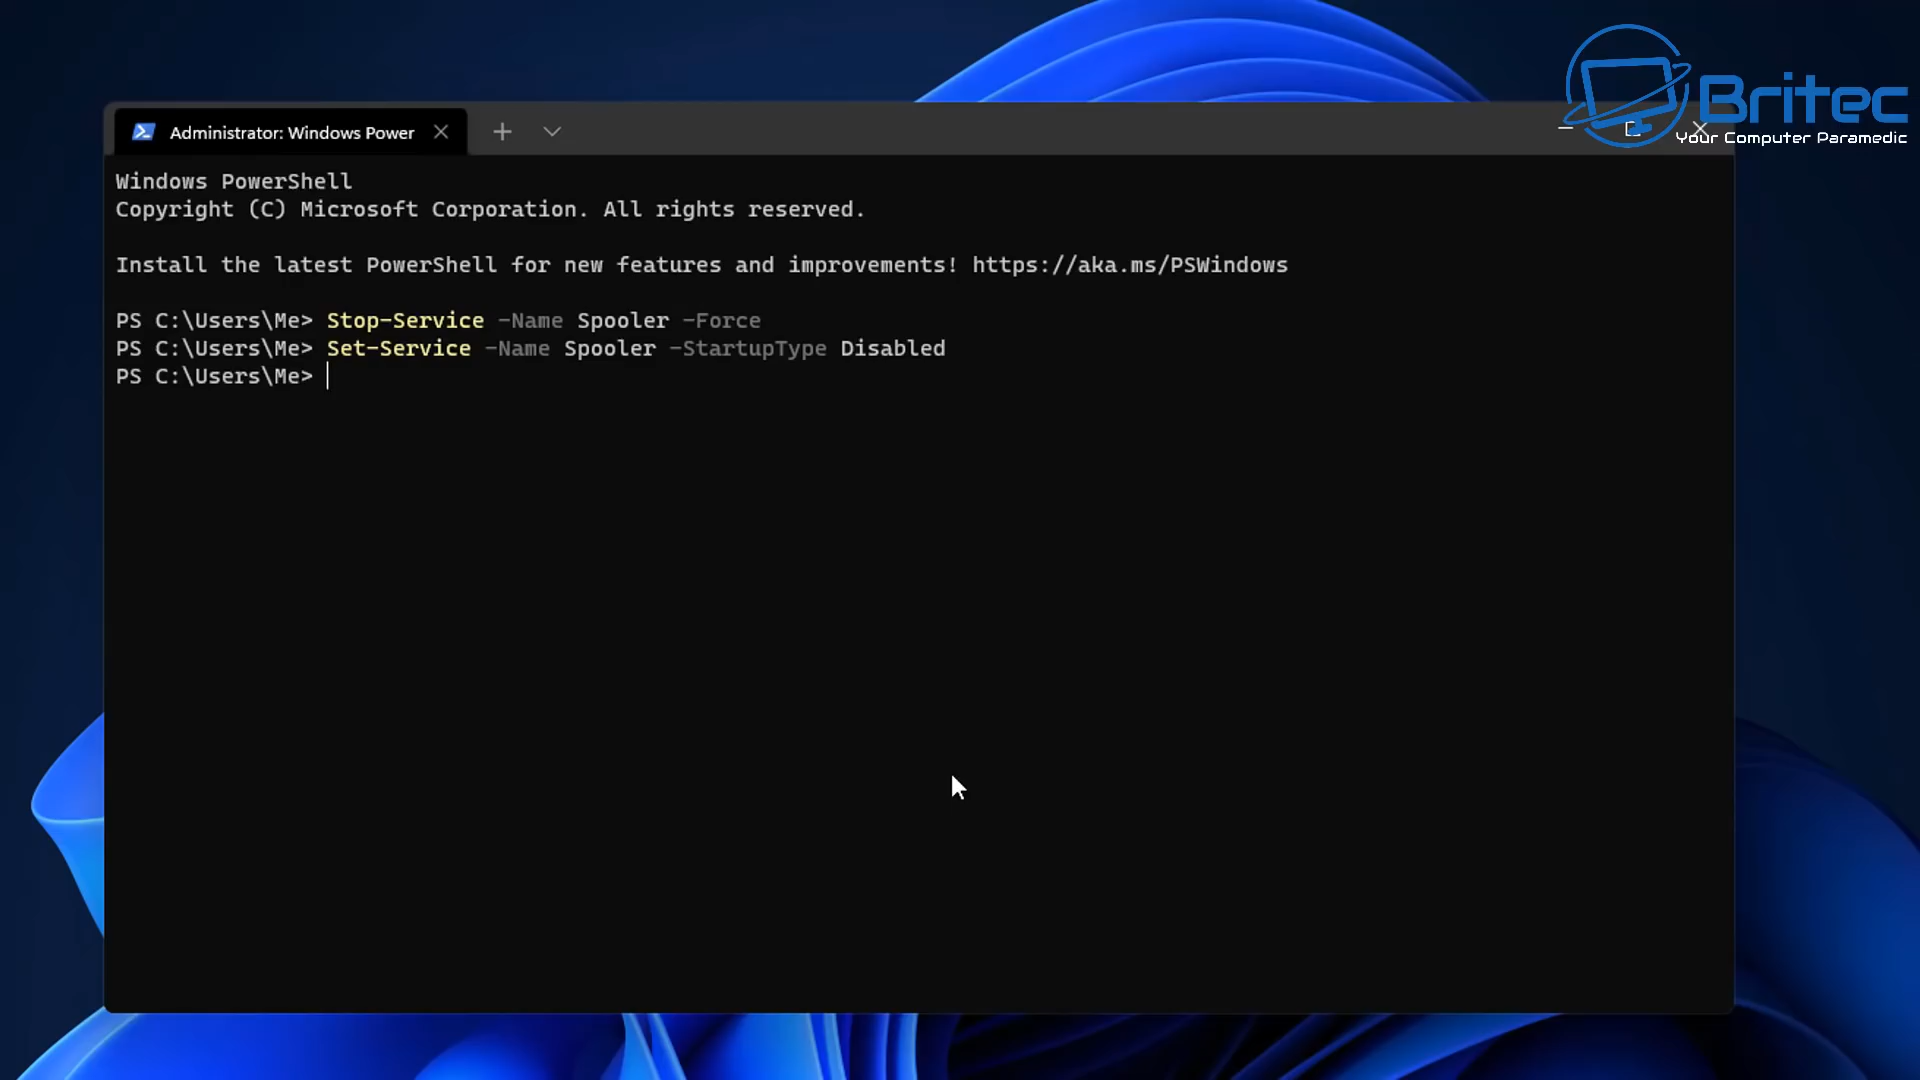 Britec
Your Computer Paramedic
Administrator: Windows Power
Windows PowerShell
Copyright (C) Microsoft Corporation. All rights reserved.
Install the latest PowerShell for new features and improvements! https://aka.ms/PSWindows
PS C:\Users\Me> Stop-Service -Name Spooler -Force
PS C:\Users\Me> Set-Service -Name Spooler -StartupType Disabled
PS C:\Users\Me>